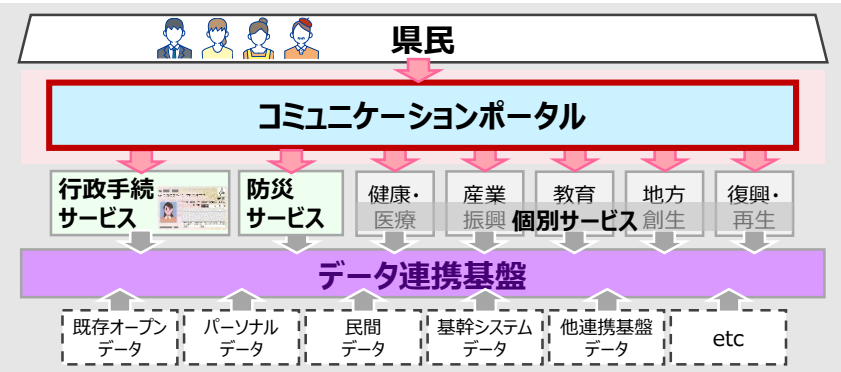 県民
コミュニケーションポータル
行政手続
サービス
防災
サービス
健康・
医療
産業
振興
教育
地方
創生
復興・
再生
個別サービス
データ連携基盤
既存オープン
データ
パーソナル
データ
民間
データ
基幹システム
データ
他連携基盤
データ
etc